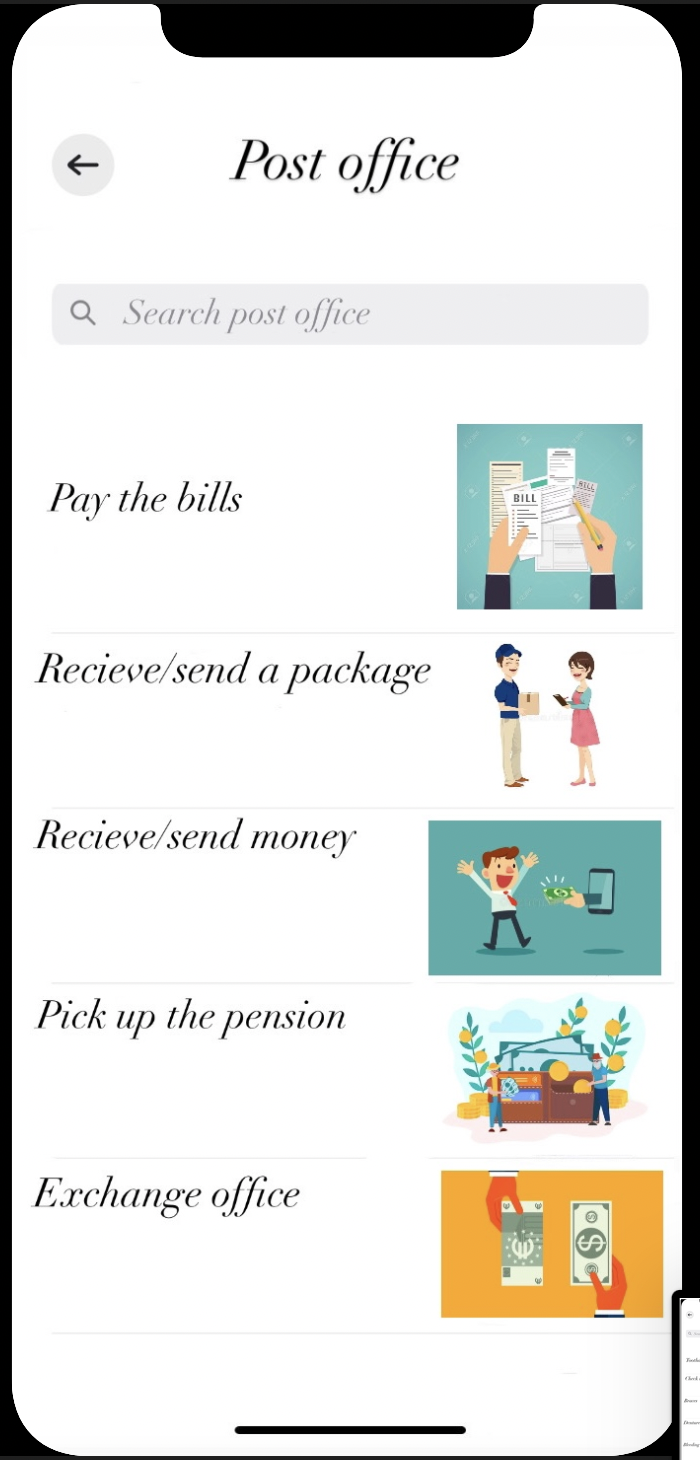 Post office
Search post office
Pay the bills
BILL
BILL
Recieve/send a package
Recieve/send money
Pick up the pension
Exchange office